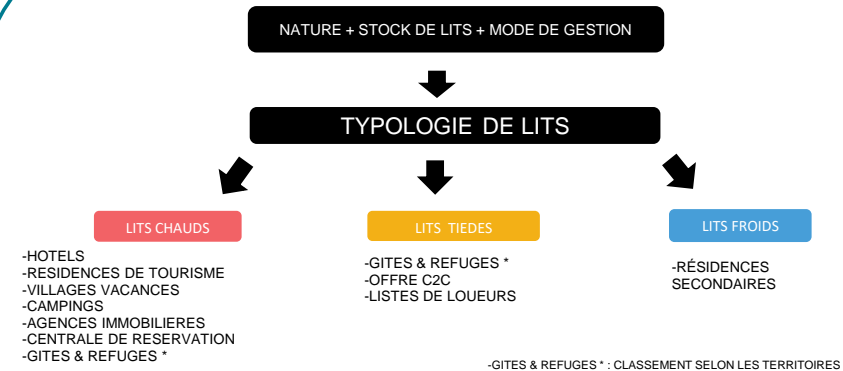 NATURE + STOCK DE LITS + MODE DE GESTION
TYPOLOGIE DE LITS
LITS CHAUDS
-HOTELS
-RESIDENCES DE TOURISME
-VILLAGES VACANCES
-CAMPINGS
-AGENCES IMMOBILIERES
-CENTRALE DE RESERVATION
-GITES & REFUGES *
LITS TIEDES
-GITES & REFUGES *
-OFFRE C2C
-LISTES DE LOUEURS
LITS FROIDS
-RÉSIDENCES
SECONDAIRES
-GITES & REFUGES * : CLASSEMENT SELON LES TERRITOIRES